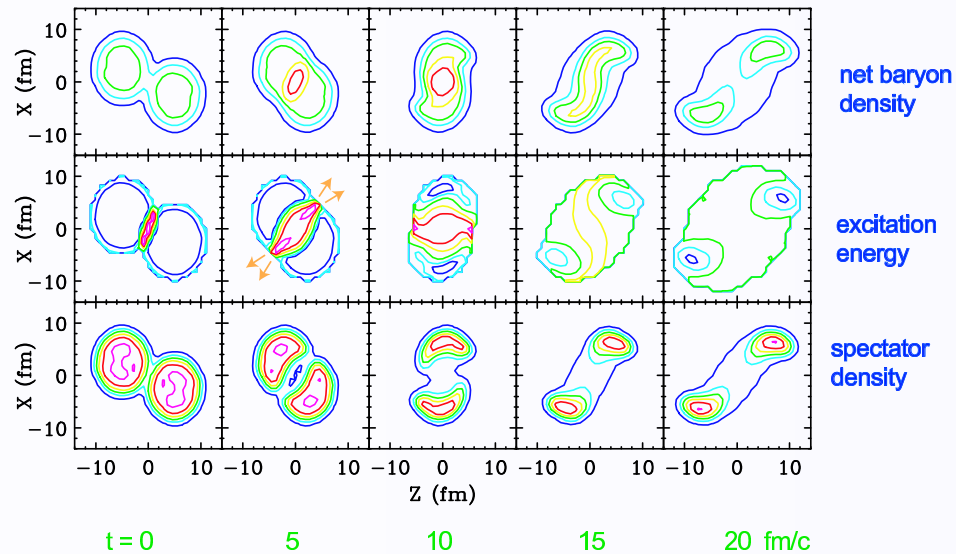 10
0
−10
X (fm)
net baryon
density
10
0
−10
X (fm)
excitation
energy
10
0
−10
X (fm)
spectator
density
−10 0 10 −10 0 10 −10 0 10 −10 0 10 −10 0 10
Z (fm)
t = 0 5 10 15 20 fm/c